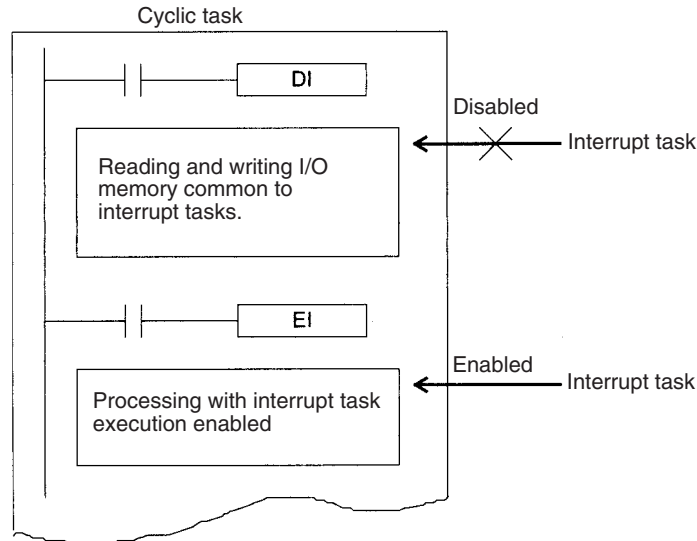 Cyclic task
DI
Disabled
Interrupt task
Reading and writing I/O
memory common to
interrupt tasks.
EI
Enabled
Interrupt task
Processing with interrupt task
execution enabled